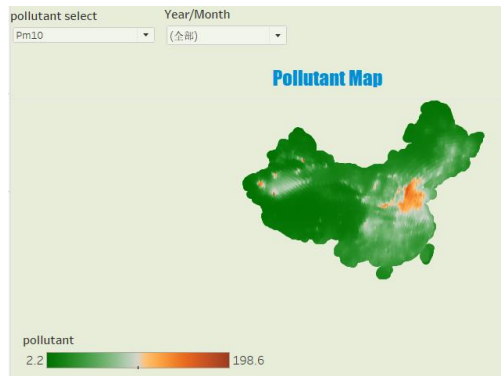 pollutant select
Year/Month
Pm10
(全部)
Pollutant Map
pollutant
2.2
198.6